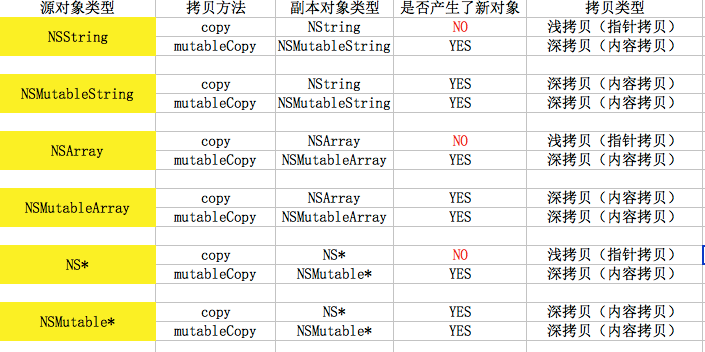 源对象类型 拷贝方法 副本对象类型 是否产生了新对象 拷贝类型
NSString copy NString NO 浅拷贝（指针拷贝）
mutableCopy NSMutableString YES 深拷贝（内容拷贝）
NSMutableString copy NString YES 深拷贝（内容拷贝）
mutableCopy NSMutableString YES 深拷贝（内容拷贝）
NSArray copy NSArray NO 浅拷贝（指针拷贝）
mutableCopy NSMutableArray YES 深拷贝（内容拷贝）
NSMutableArray copy NSArray YES 深拷贝（内容拷贝）
mutableCopy NSMutableArray YES 深拷贝（内容拷贝）
NS* copy NS* NO 浅拷贝（指针拷贝）
mutableCopy NSMutable* YES 深拷贝（内容拷贝）
NSMutable* copy NS* YES 深拷贝（内容拷贝）
mutableCopy NSMutable* YES 深拷贝（内容拷贝）